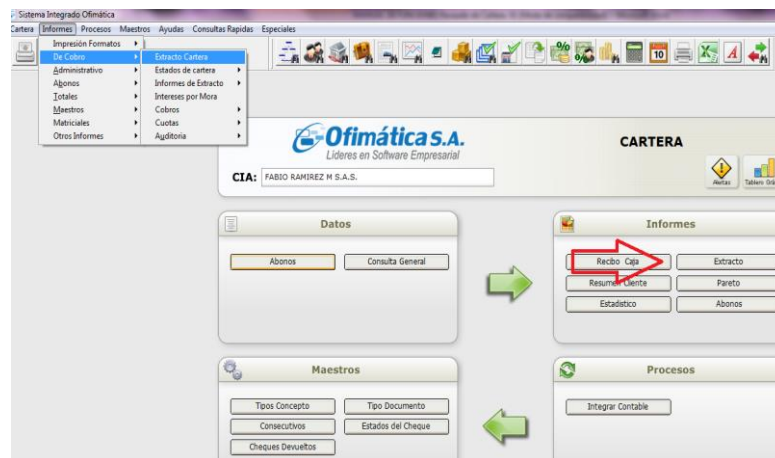 Sistema Integrado Ofimática
Cartera Informes Procesos Maestros Ayudas Consultas Rapidas Especiales
Impresión Formatos
De Cobro
Administrativo
Abonos
Totales
Maestros
Matriciales
Otros Informes
Extracto Cartera
Estados de cartera
Informes de Extracto
Intereses por Mora
Cobros
Cuotas
Auditoria
10
Ofimática S.A.
Líderes en Software Empresarial
CARTERA
CIA: FABIO RAMIREZ M S.A.S.
Alertas
Tablero
Datos
Abonos
Consulta General
Informes
Recibo Caja
Extracto
Resumen Cliente
Pareto
Estadistico
Abonos
Maestros
Tipos Concepto
Tipo Documento
Consecutivos
Estados del Cheque
Cheques Devueltos
Procesos
Integrar Contable